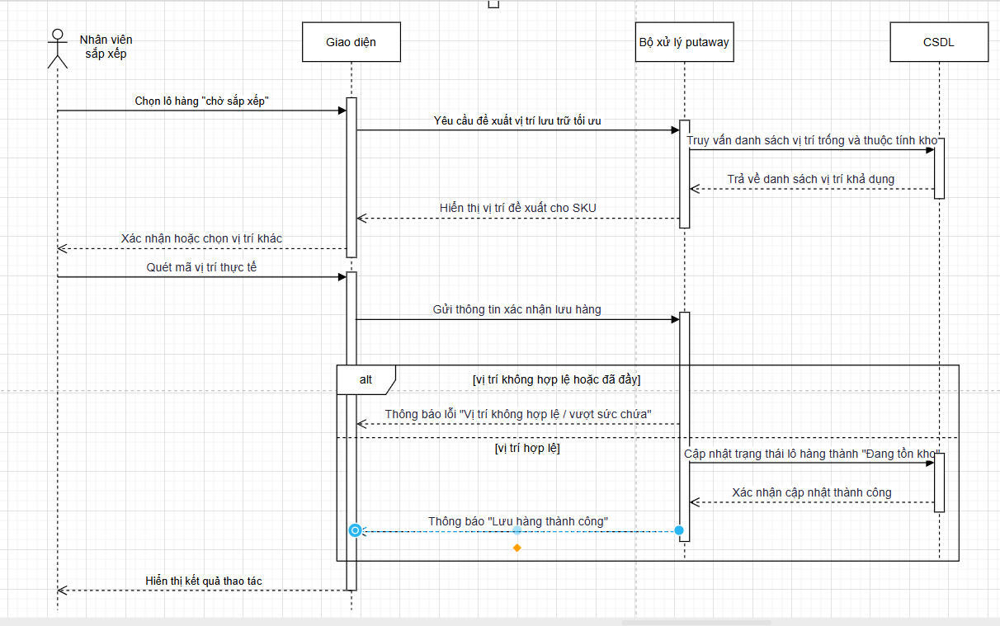 Nhân viên
sắp xếp
Giao diện
Bộ xử lý putaway
CSDL
Chọn lô hàng "chờ sắp xếp"
Yêu cầu đề xuất vị trí lưu trữ tối ưu
Truy vấn danh sách vị trí trống và thuộc tính kho
Trả về danh sách vị trí khả dụng
Hiển thị vị trí đề xuất cho SKU
Xác nhận hoặc chọn vị trí khác
Quét mã vị trí thực tế
Gửi thông tin xác nhận lưu hàng
alt
[vị trí không hợp lệ hoặc đã đầy]
Thông báo lỗi "Vị trí không hợp lệ / vượt sức chứa"
[vị trí hợp lệ]
Cập nhật trạng thái lô hàng thành "Đang tồn kho"
Xác nhận cập nhật thành công
Thông báo "Lưu hàng thành công"
Hiển thị kết quả thao tác